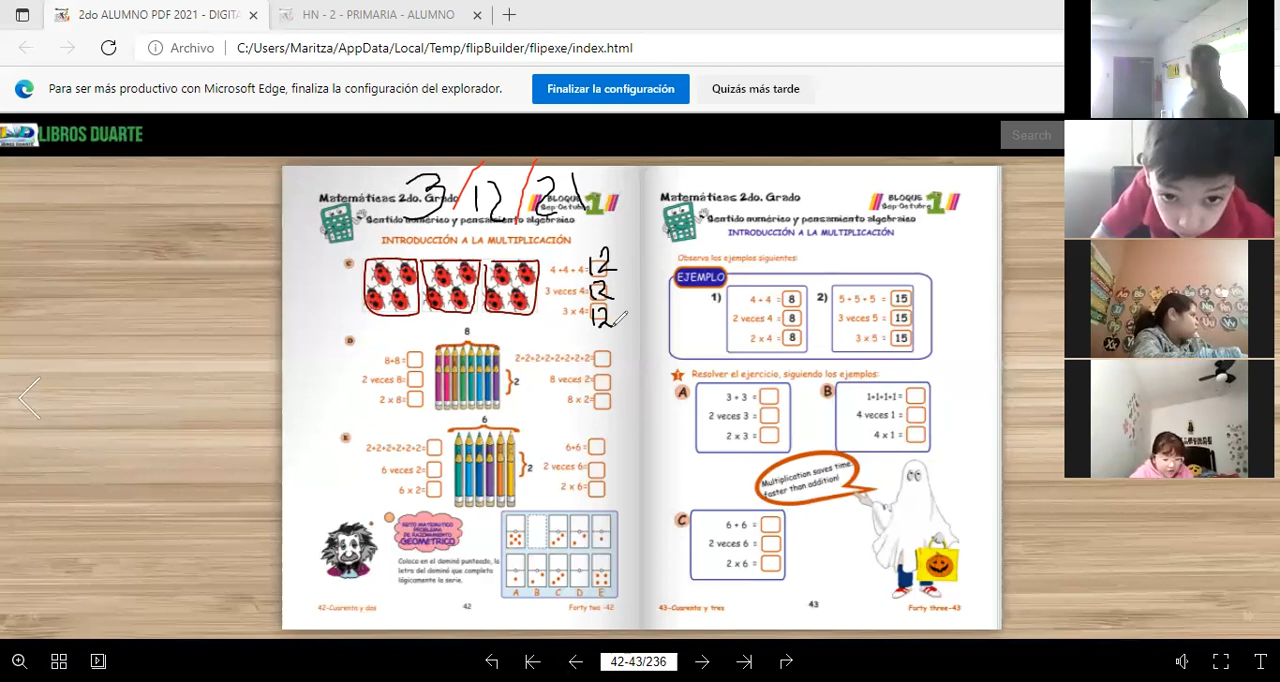 2do ALUMNO PDF 2021 - DIGITA
HN - 2 - PRIMARIA - ALUMNO
Archivo
C:/Users/Maritza/AppData/Local/Temp/flipBuilder/flipexe/index.html
Para ser más productivo con Microsoft Edge, finaliza la configuración del explorador.
Finalizar la configuración
Quizás más tarde
LIBROS DUARTE
Search
3/12/21
Matemáticas 2do. Grado
BLOQUE 1
Sep-Octubre
Sentido numérico y pensamiento algebraico
INTRODUCCIÓN A LA MULTIPLICACIÓN
C
4+4+4= 12
3 veces 4= 12
3 x 4= 12
D
8
8+8=
2 veces 8=
2 x 8=
2
2+2+2+2+2+2+2+2=
8 veces 2=
8 x 2=
E
6
2+2+2+2+2+2=
6 veces 2=
6 x 2=
2
6+6=
2 veces 6=
2 x 6=
RETO MATEMÁTICO
PROBLEMA
DE RAZONAMIENTO
GEOMÉTRICO
Coloca en el dominó punteado, la
letra del dominó que completa
lógicamente la serie.
A B C D E
42-Cuarenta y dos
42
Forty two -42
Matemáticas 2do. Grado
BLOQUE 1
Sep-Octubre
Sentido numérico y pensamiento algebraico
INTRODUCCIÓN A LA MULTIPLICACIÓN
Observa los ejemplos siguientes:
EJEMPLO
1)
4 + 4 = 8
2 veces 4 = 8
2 x 4 = 8
2)
5 + 5 + 5 = 15
3 veces 5 = 15
3 x 5 = 15
1 Resolver el ejercicio, siguiendo los ejemplos:
A
3 + 3 =
2 veces 3 =
2 x 3 =
B
1+1+1+1=
4 veces 1 =
4 x 1 =
Multiplication saves time,
faster than addition!
C
6 + 6 =
2 veces 6 =
2 x 6 =
43-Cuarenta y tres
43
Forty three-43
42-43/236